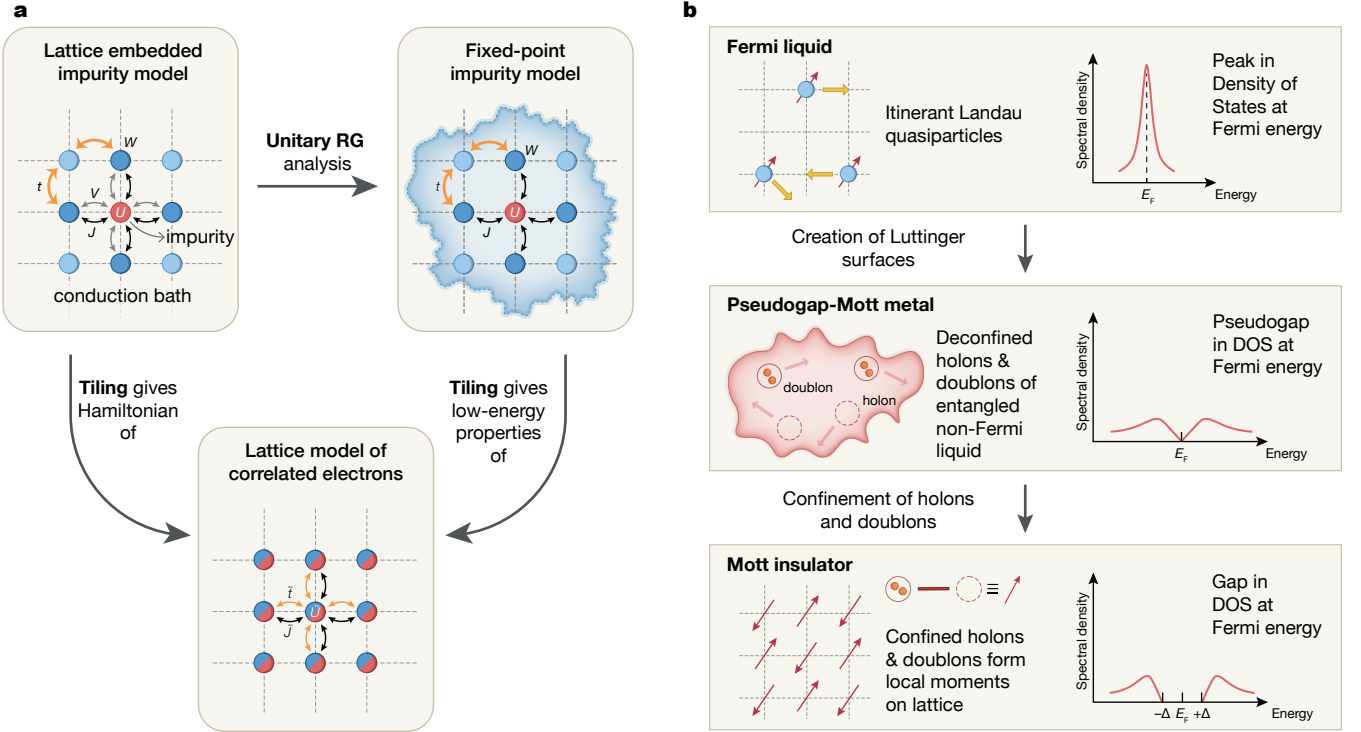 a
Lattice embedded
impurity model
W
t
V
U
J
impurity
conduction bath
Unitary RG
analysis
Fixed-point
impurity model
W
t
U
J
Tiling gives
Hamiltonian
of
Tiling gives
low-energy
properties
of
Lattice model of
correlated electrons
t̃
Ũ
J̃
b
Fermi liquid
Itinerant Landau
quasiparticles
Spectral density
E_F
Energy
Peak in
Density of
States at
Fermi energy
Creation of Luttinger
surfaces
Pseudogap-Mott metal
doublon
holon
Deconfined
holons &
doublons of
entangled
non-Fermi
liquid
Spectral density
E_F
Energy
Pseudogap
in DOS at
Fermi energy
Confinement of holons
and doublons
Mott insulator
≡
Confined holons
& doublons form
local moments
on lattice
Spectral density
−Δ E_F +Δ
Energy
Gap in
DOS at
Fermi energy